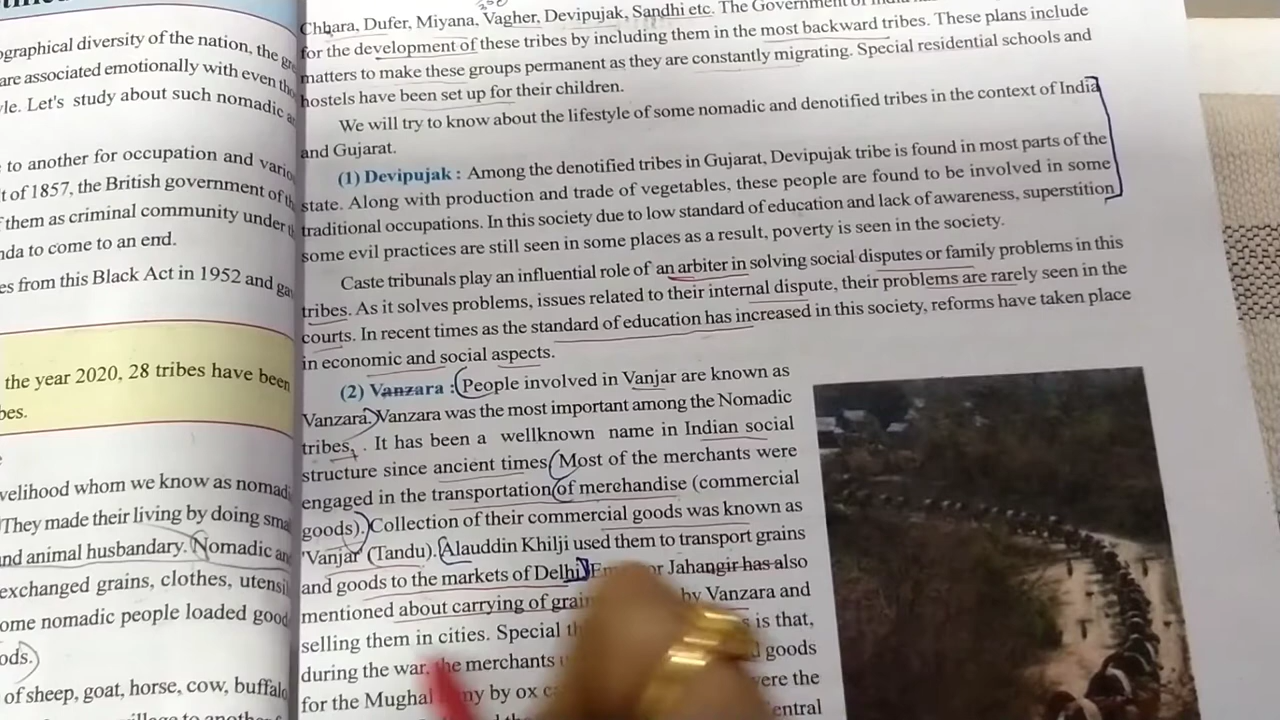 ographical diversity of the nation, the
are associated emotionally with even
Let's study about such nomadic
to another for occupation and
t of 1857, the British government of
them as criminal community under
to come to an end.
es from this Black Act in 1952 and
the year 2020, 28 tribes have been
bes.
velihood whom we know as nomad
They made their living by doing
nd animal husbandary. Nomadic
exchanged grains, clothes,
ome nomadic people loaded good
ods.
of sheep, goat, horse, cow, buffalo
Chhara, Dufer, Miyana, Vagher, Devipujak, Sandhi etc. The Government of
for the development of these tribes by including them in the most backward tribes. These plans include
matters to make these groups permanent as they are constantly migrating. Special residential schools and
hostels have been set up for their children.
We will try to know about the lifestyle of some nomadic and denotified tribes in the context of India
and Gujarat.
(1) Devipujak : Among the denotified tribes in Gujarat, Devipujak tribe is found in most parts of the
state. Along with production and trade of vegetables, these people are found to be involved in some
traditional occupations. In this society due to low standard of education and lack of awareness, superstition
some evil practices are still seen in some places as a result, poverty is seen in the society.
Caste tribunals play an influential role of an arbiter in solving social disputes or family problems in this
tribes. As it solves problems, issues related to their internal dispute, their problems are rarely seen in the
courts. In recent times as the standard of education has increased in this society, reforms have taken place
in economic and social aspects.
(2) Vanzara : People involved in Vanjar are known as
Vanzara. Vanzara was the most important among the Nomadic
tribes. It has been a wellknown name in Indian social
structure since ancient times. Most of the merchants were
engaged in the transportation of merchandise (commercial
goods). Collection of their commercial goods was known as
'Vanjar' (Tandu). Alauddin Khilji used them to transport grains
and goods to the markets of Delhi. Jahangir has also
mentioned about carrying of by Vanzara and
selling them in cities. Special is that,
during the war, the merchants goods
for the Mughal by ox were the